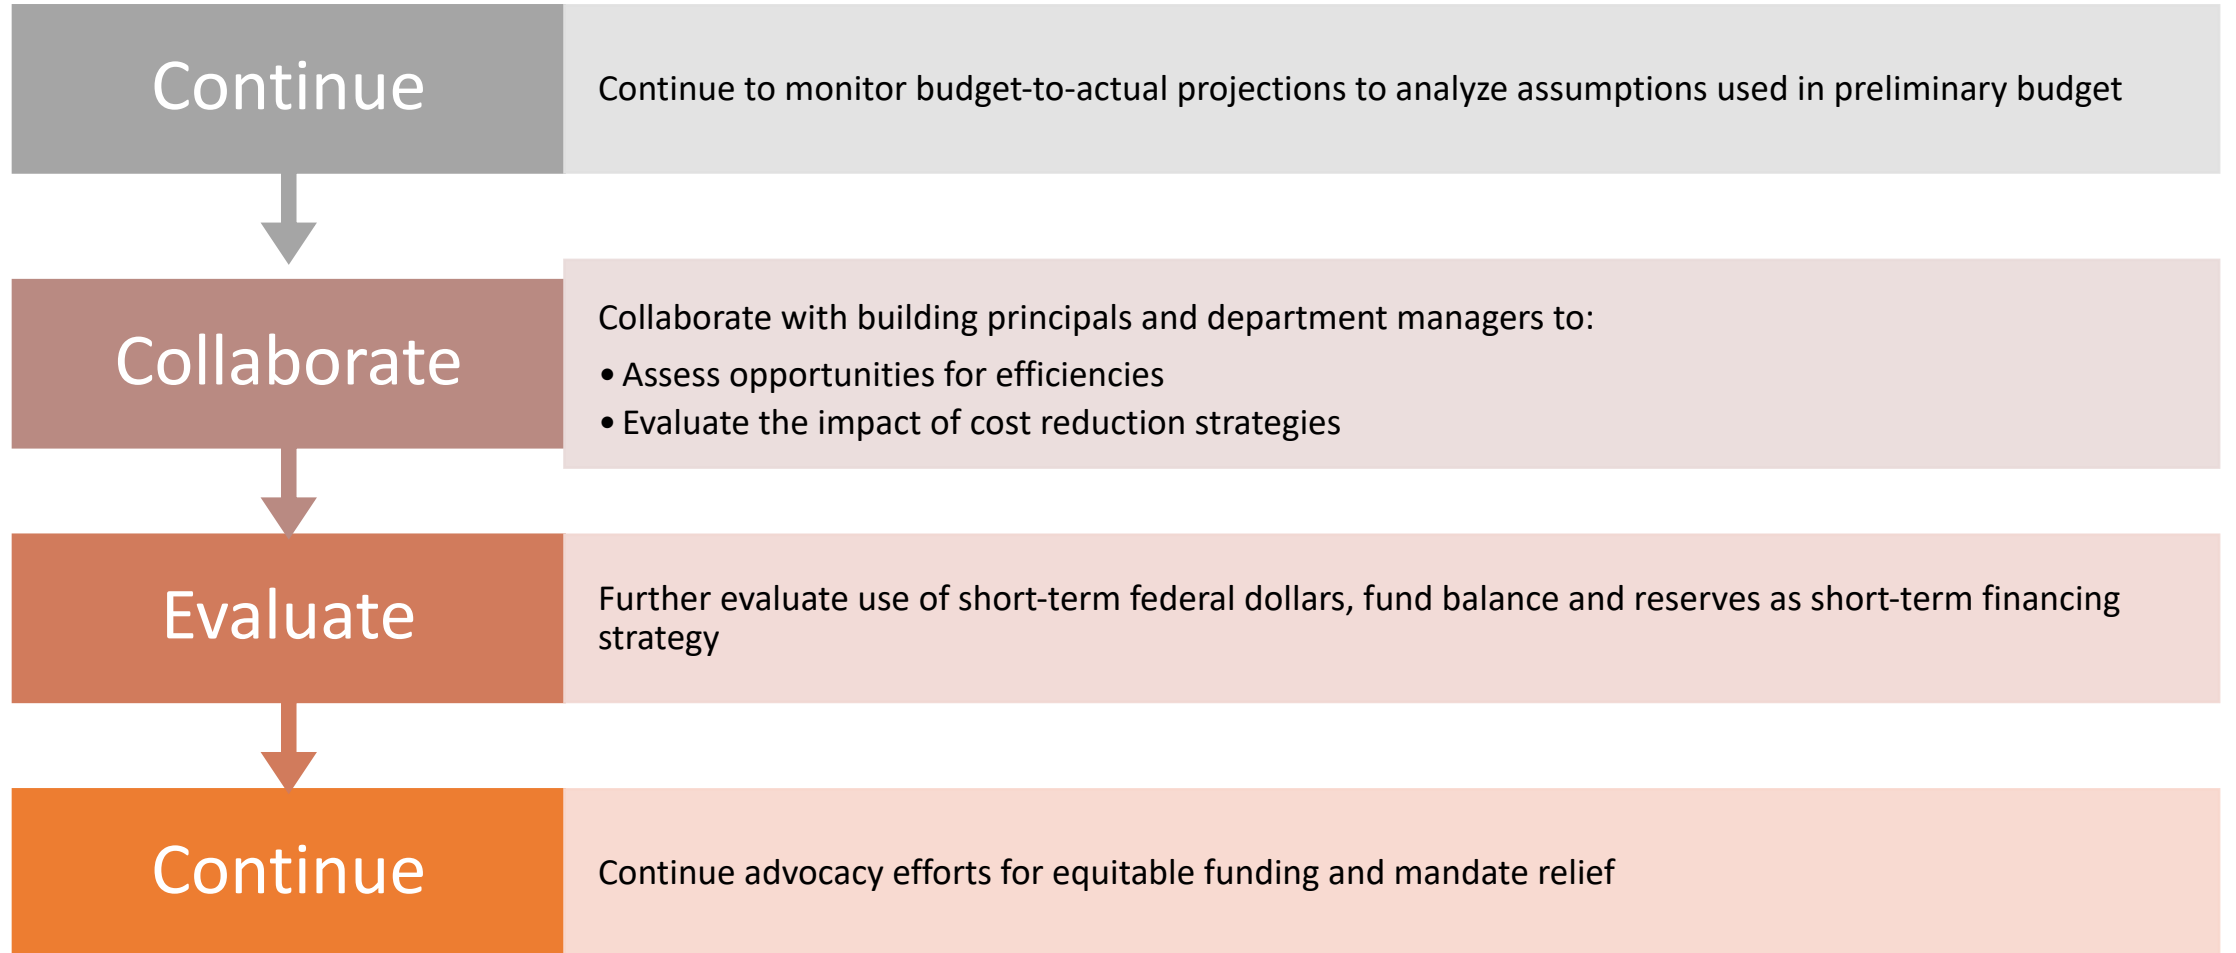 Continue
Continue to monitor budget-to-actual projections to analyze assumptions used in preliminary budget
Collaborate
Collaborate with building principals and department managers to:
• Assess opportunities for efficiencies
• Evaluate the impact of cost reduction strategies
Evaluate
Further evaluate use of short-term federal dollars, fund balance and reserves as short-term financing
strategy
Continue
Continue advocacy efforts for equitable funding and mandate relief